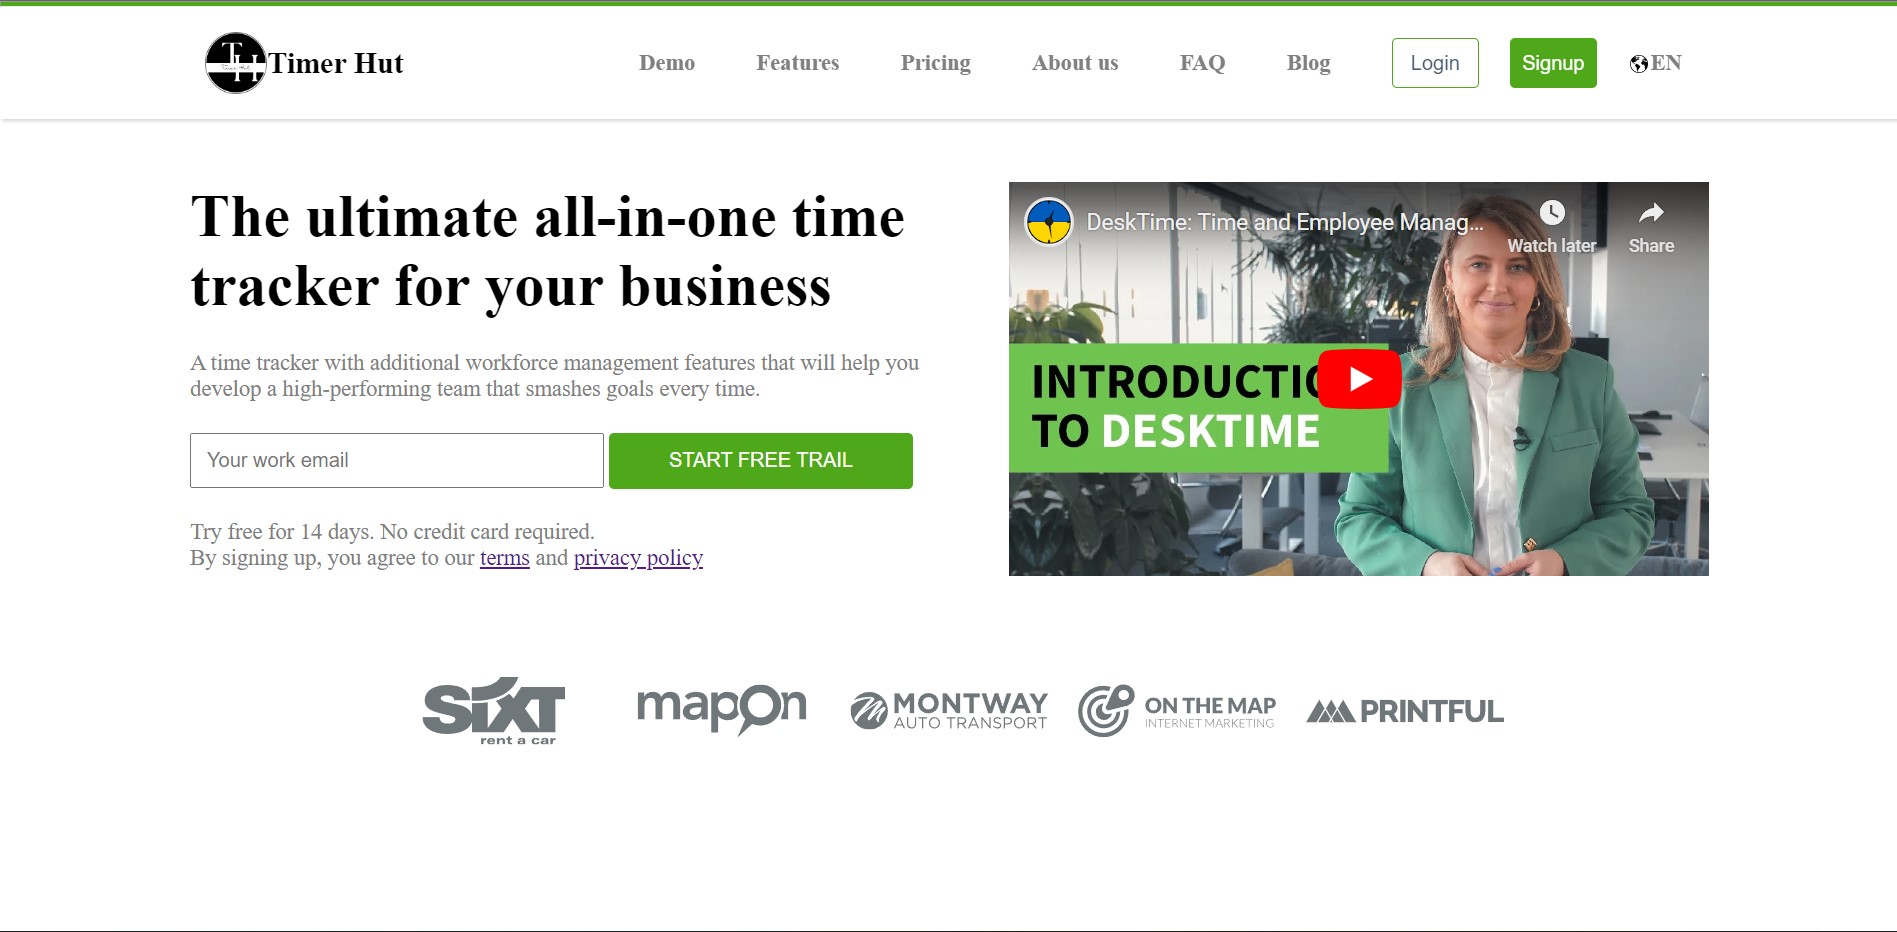 TH
Timer Hut
Demo
Features
Pricing
About us
FAQ
Blog
Login
Signup
EN
The ultimate all-in-one time
tracker for your business
A time tracker with additional workforce management features that will help you
develop a high-performing team that smashes goals every time.
Your work email
START FREE TRAIL
Try free for 14 days. No credit card required.
By signing up, you agree to our terms and privacy policy
DeskTime: Time and Employee Manag...
Watch later
Share
TO DESKTIME
SiXT
rent a car
mapOn
MONTWAY
AUTO TRANSPORT
ON THE MAP
INTERNET MARKETING
PRINTFUL